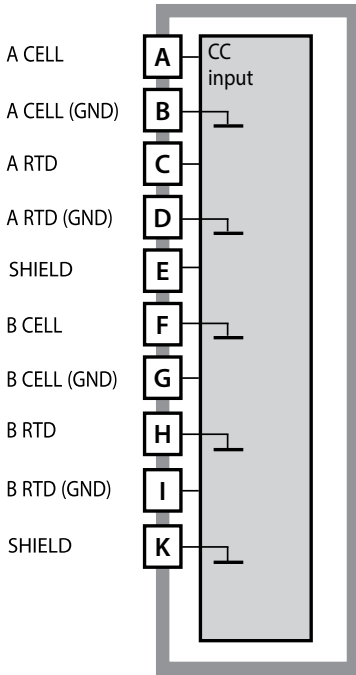 A CELL A CC
input
A CELL (GND) B
A RTD C
A RTD (GND) D
SHIELD E
B CELL F
B CELL (GND) G
B RTD H
B RTD (GND) I
SHIELD K